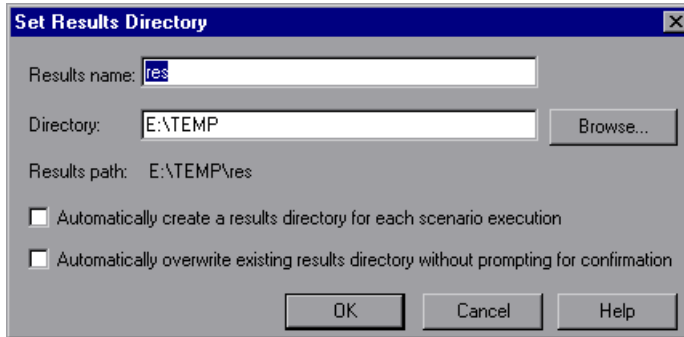 Set Results Directory
Results name: res
Directory: E:\TEMP Browse...
Results path: E:\TEMP\res
Automatically create a results directory for each scenario execution
Automatically overwrite existing results directory without prompting for confirmation
OK Cancel Help